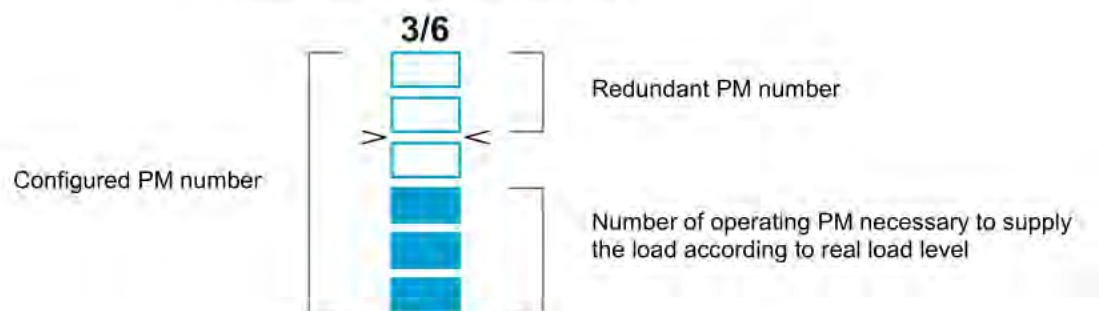 3/6
Redundant PM number
> <
Configured PM number
Number of operating PM necessary to supply
the load according to real load level